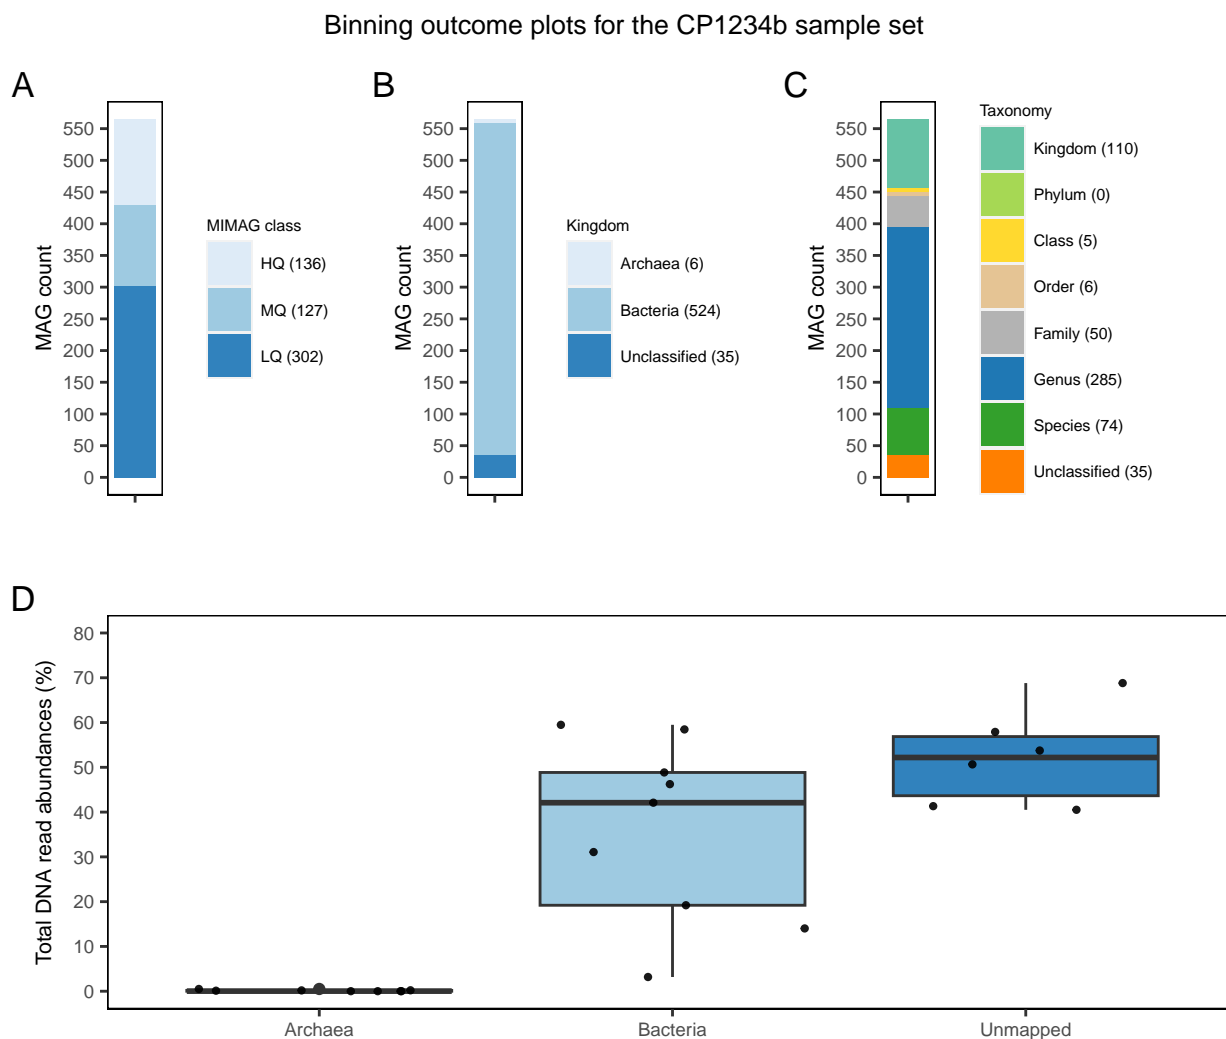 Binning outcome plots for the CP1234b sample set
A
MAG count
550
500
450
400
350
300
250
200
150
100
50
0
MIMAG class
HQ (136)
MQ (127)
LQ (302)
B
MAG count
550
500
450
400
350
300
250
200
150
100
50
0
Kingdom
Archaea (6)
Bacteria (524)
Unclassified (35)
C
MAG count
550
500
450
400
350
300
250
200
150
100
50
0
Taxonomy
Kingdom (110)
Phylum (0)
Class (5)
Order (6)
Family (50)
Genus (285)
Species (74)
Unclassified (35)
D
Total DNA read abundances (%)
80
70
60
50
40
30
20
10
0
Archaea
Bacteria
Unmapped